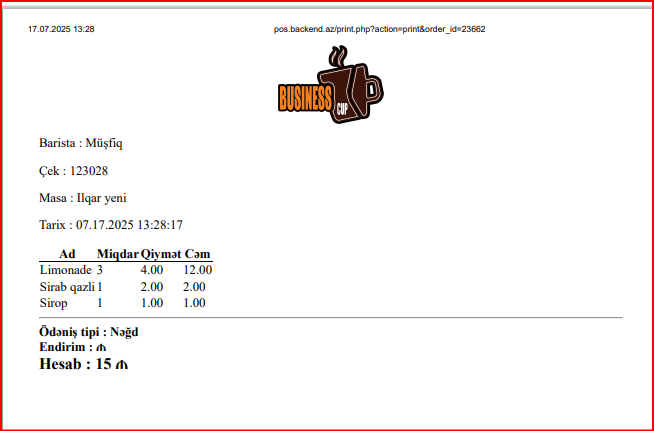 17.07.2025 13:28 pos.backend.az/print.php?action=print&order_id=23662
BUSINESS
CUP
Barista : Müşfiq
Çek : 123028
Masa : Ilqar yeni
Tarix : 07.17.2025 13:28:17
Ad Miqdar Qiymət Cəm
Limonade 3 4.00 12.00
Sirab qazli 1 2.00 2.00
Sirop 1 1.00 1.00
Ödəniş tipi : Nəğd
Endirim : ₼
Hesab : 15 ₼